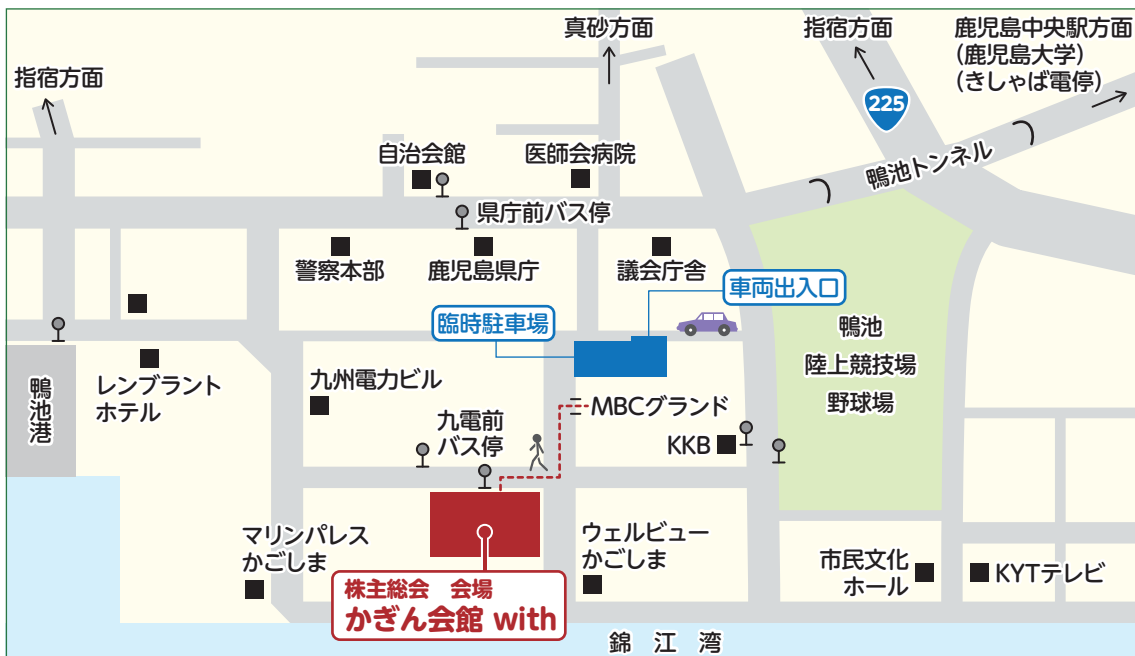 指宿方面
真砂方面
指宿方面
鹿児島中央駅方面
(鹿児島大学)
(きしゃば電停)
225
鴨池トンネル
自治会館
医師会病院
県庁前バス停
警察本部
鹿児島県庁
議会庁舎
車両出入口
臨時駐車場
鴨池
陸上競技場
野球場
鴨池港
レンブラント
ホテル
九州電力ビル
九電前
バス停
MBCグランド
KKB
マリンパレス
かごしま
ウェルビュー
かごしま
市民文化
ホール
KYTテレビ
株主総会 会場
かぎん会館 with
錦江湾